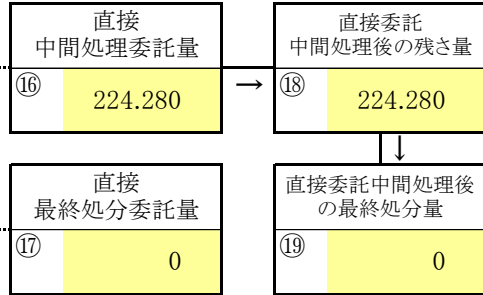 直接
中間処理委託量
⑯
224.280
→
直接委託
中間処理後の残さ量
⑱
224.280
↓
直接
最終処分委託量
⑰
0
直接委託中間処理後
の最終処分量
⑲
0